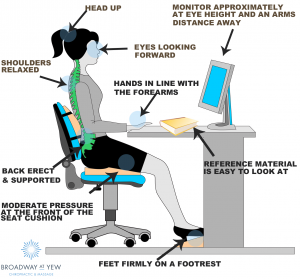 HEAD UP
MONITOR APPROXIMATELY
AT EYE HEIGHT AND AN ARMS
DISTANCE AWAY
EYES LOOKING
FORWARD
SHOULDERS
RELAXED
HANDS IN LINE WITH
THE FOREARMS
BACK ERECT
& SUPPORTED
REFERENCE MATERIAL
IS EASY TO LOOK AT
MODERATE PRESSURE
AT THE FRONT OF THE
SEAT CUSHION
FEET FIRMLY ON A FOOTREST
BROADWAY AT YEW